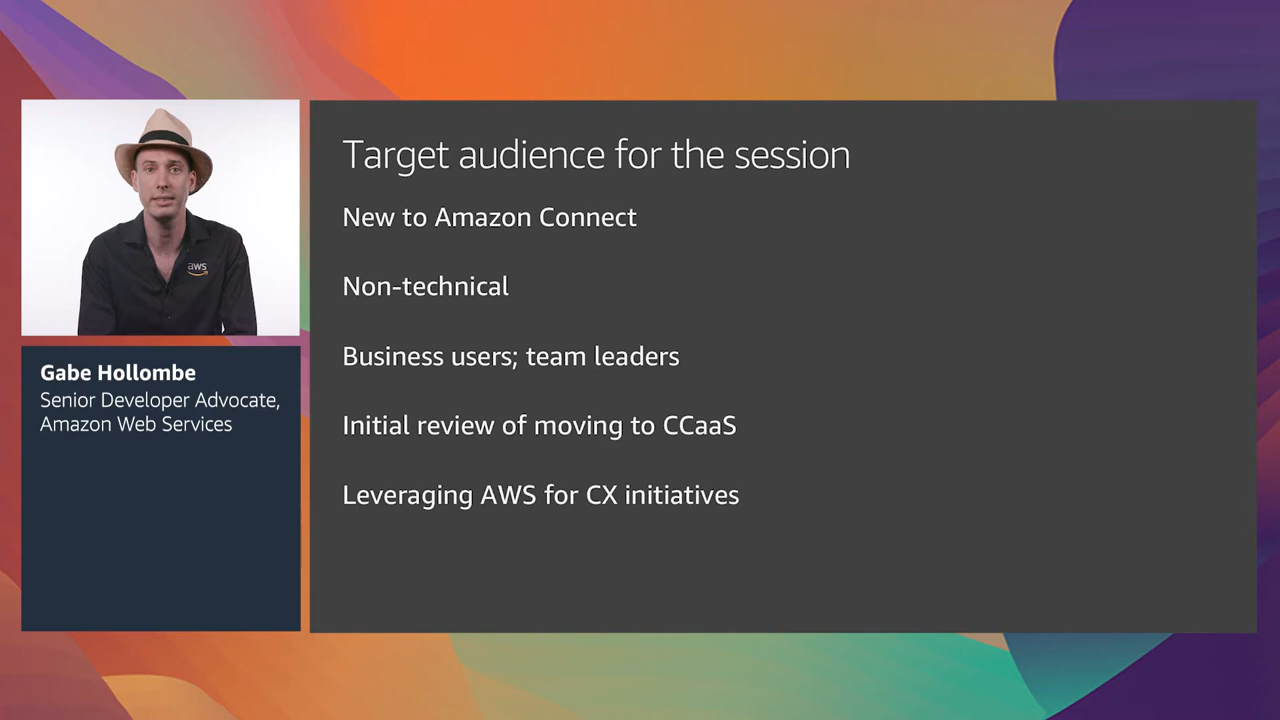 aws
Gabe Hollombe
Senior Developer Advocate,
Amazon Web Services
Target audience for the session
New to Amazon Connect
Non-technical
Business users; team leaders
Initial review of moving to CCaaS
Leveraging AWS for CX initiatives